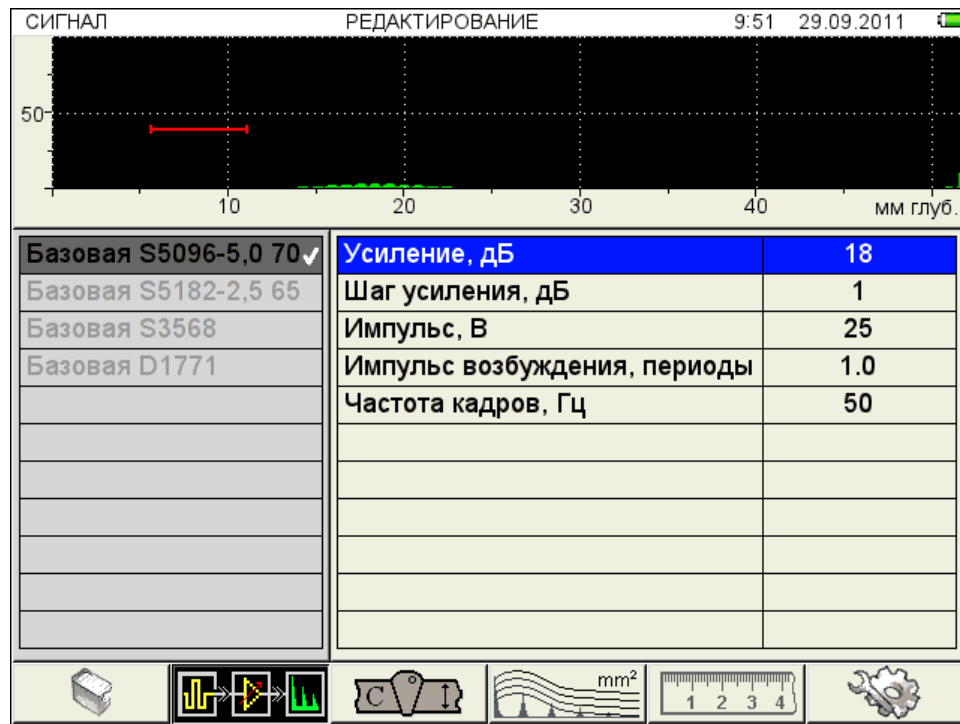 СИГНАЛ РЕДАКТИРОВАНИЕ 9:51 29.09.2011
50
10 20 30 40 мм глуб.
Базовая S5096-5,0 70 Усиление, дБ 18
Базовая S5182-2,5 65 Шаг усиления, дБ 1
Базовая S3568 Импульс, В 25
Базовая D1771 Импульс возбуждения, периоды 1.0
Частота кадров, Гц 50
C mm² 1 2 3 4